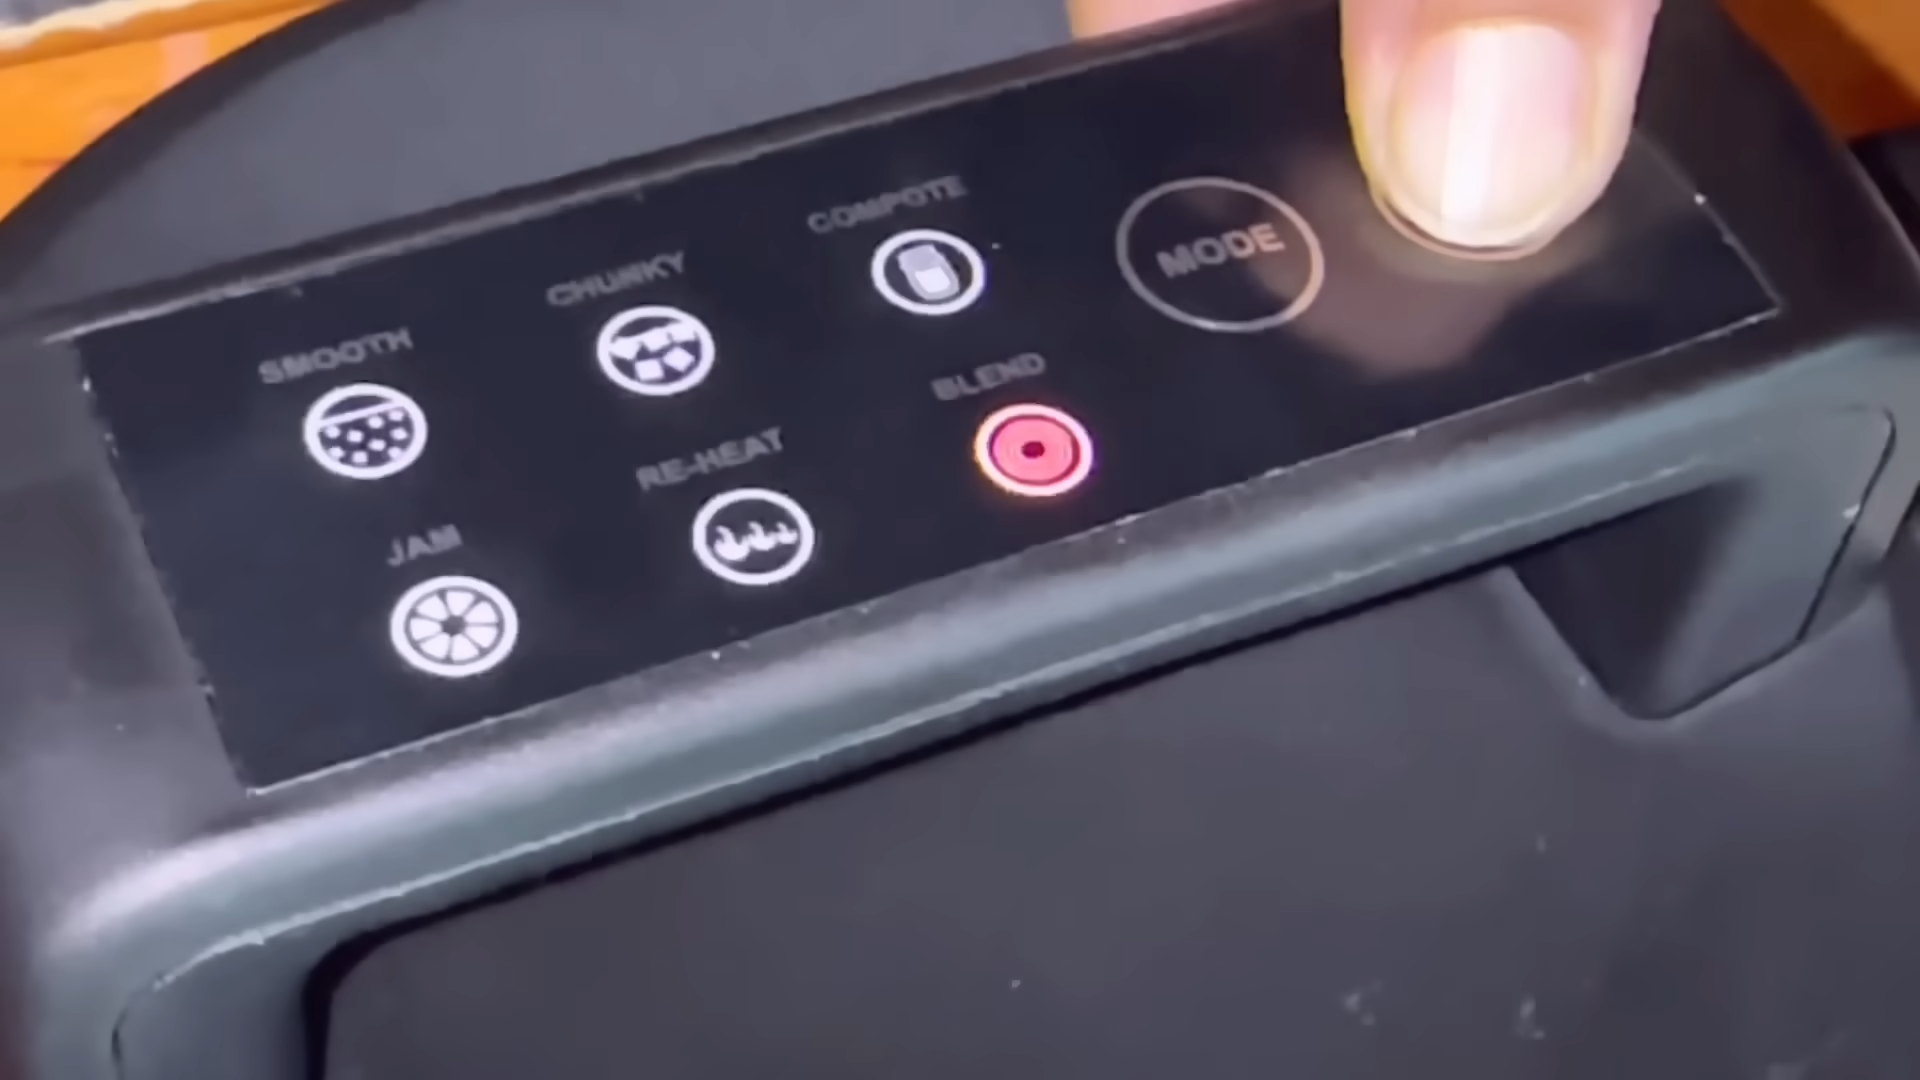 SMOOTH
CHUNKY
COMPOTE
MODE
JAM
RE-HEAT
BLEND